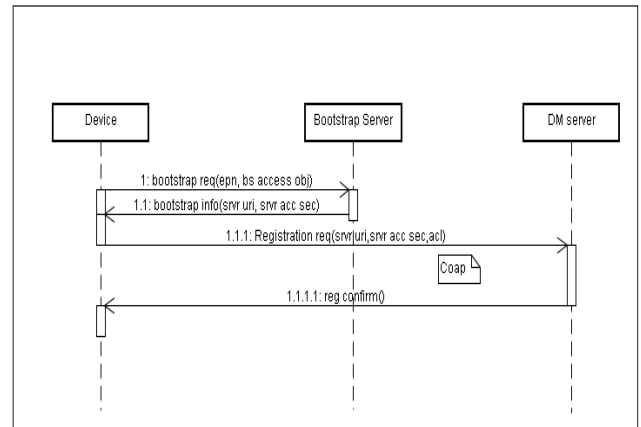 Device
Bootstrap Server
DM server
1: bootstrap req(epn, bs access obj)
1.1: bootstrap info(srvr uri, srvr acc sec)
1.1.1: Registration req(srvr uri,srvr acc sec,acl)
Coap
1.1.1.1: reg confirm()